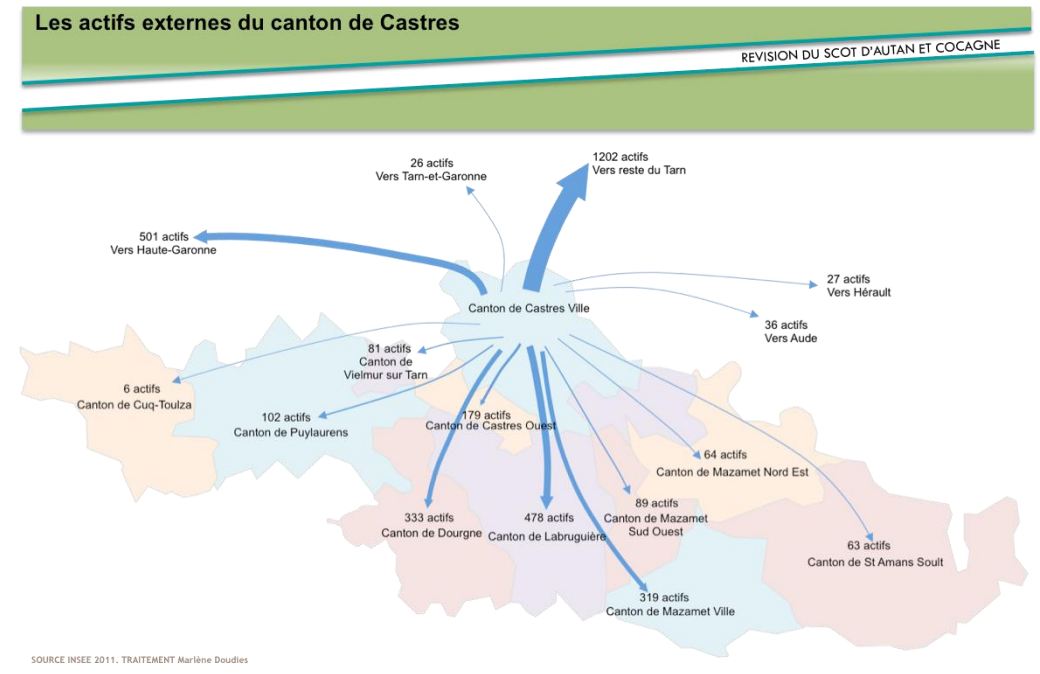 Les actifs externes du canton de Castres
REVISION DU SCOT D'AUTAN ET COCAGNE
26 actifs
Vers Tarn-et-Garonne
1202 actifs
Vers reste du Tarn
501 actifs
Vers Haute-Garonne
27 actifs
Vers Hérault
Canton de Castres Ville
36 actifs
Vers Aude
81 actifs
Canton de
Vielmur sur Tarn
6 actifs
Canton de Cuq-Toulza
102 actifs
Canton de Puylaurens
179 actifs
Canton de Castres Ouest
64 actifs
Canton de Mazamet Nord Est
333 actifs
Canton de Dourgne
478 actifs
Canton de Labruguière
89 actifs
Canton de Mazamet
Sud Ouest
63 actifs
Canton de St Amans Soult
319 actifs
Canton de Mazamet Ville
SOURCE INSEE 2011. TRAITEMENT Marlène Doudies